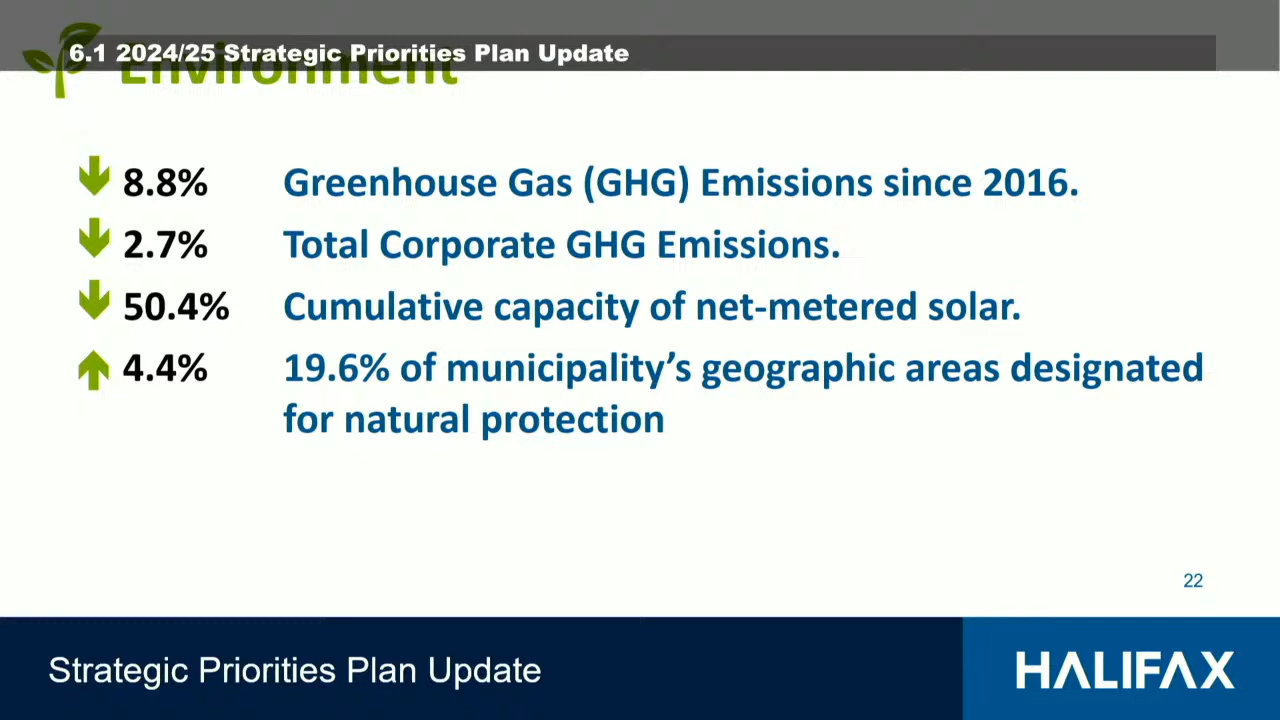 6.1 2024/25 Strategic Priorities Plan Update
Environment
8.8% Greenhouse Gas (GHG) Emissions since 2016.
2.7% Total Corporate GHG Emissions.
50.4% Cumulative capacity of net-metered solar.
4.4% 19.6% of municipality's geographic areas designated
for natural protection
22
Strategic Priorities Plan Update
HALIFAX